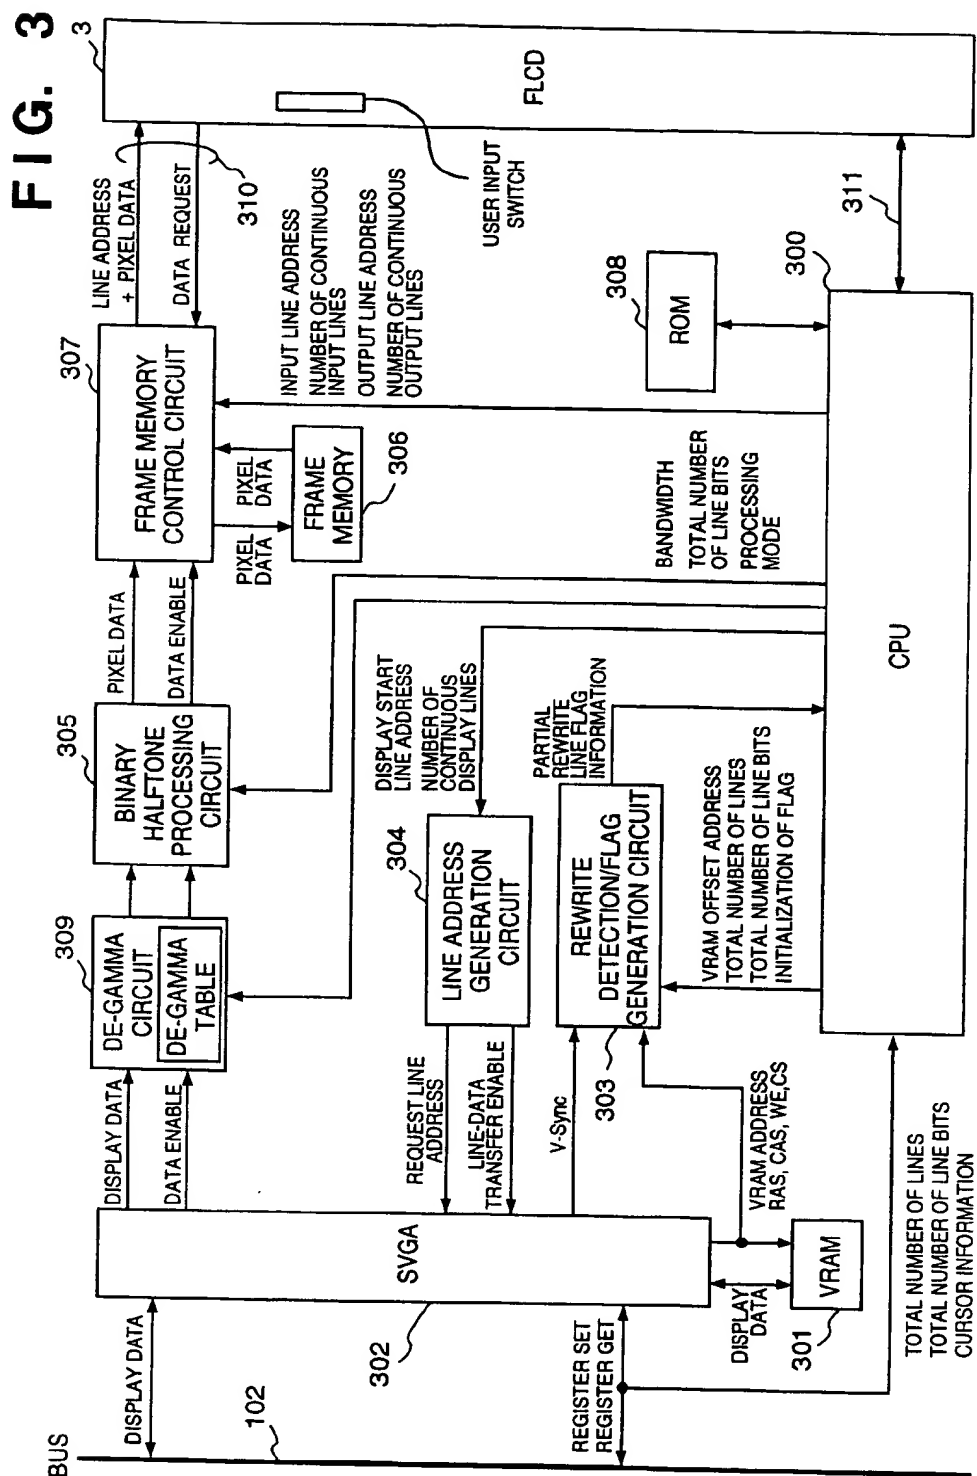 FIG. 3
BUS
102
DISPLAY DATA
REGISTER SET
REGISTER GET
SVGA
302
DISPLAY
DATA
VRAM
301
DISPLAY DATA
DATA ENABLE
309
DE-GAMMA
CIRCUIT
DE-GAMMA
TABLE
305
BINARY
HALFTONE
PROCESSING
CIRCUIT
PIXEL DATA
DATA ENABLE
307
FRAME MEMORY
CONTROL CIRCUIT
PIXEL
DATA
PIXEL
DATA
FRAME
MEMORY
306
LINE ADDRESS
+ PIXEL DATA
DATA REQUEST
310
3
FLCD
USER INPUT
SWITCH
INPUT LINE ADDRESS
NUMBER OF CONTINUOUS
INPUT LINES
OUTPUT LINE ADDRESS
NUMBER OF CONTINUOUS
OUTPUT LINES
REQUEST LINE
ADDRESS
LINE-DATA
TRANSFER ENABLE
304
LINE ADDRESS
GENERATION
CIRCUIT
DISPLAY START
LINE ADDRESS
NUMBER OF
CONTINUOUS
DISPLAY LINES
V-Sync
303
REWRITE
DETECTION/FLAG
GENERATION CIRCUIT
PARTIAL
REWRITE
LINE FLAG
INFORMATION
VRAM ADDRESS
RAS, CAS, WE,CS
VRAM OFFSET ADDRESS
TOTAL NUMBER OF LINES
TOTAL NUMBER OF LINE BITS
INITIALIZATION OF FLAG
BANDWIDTH
TOTAL NUMBER
OF LINE BITS
PROCESSING
MODE
308
ROM
300
CPU
311
TOTAL NUMBER OF LINES
TOTAL NUMBER OF LINE BITS
CURSOR INFORMATION